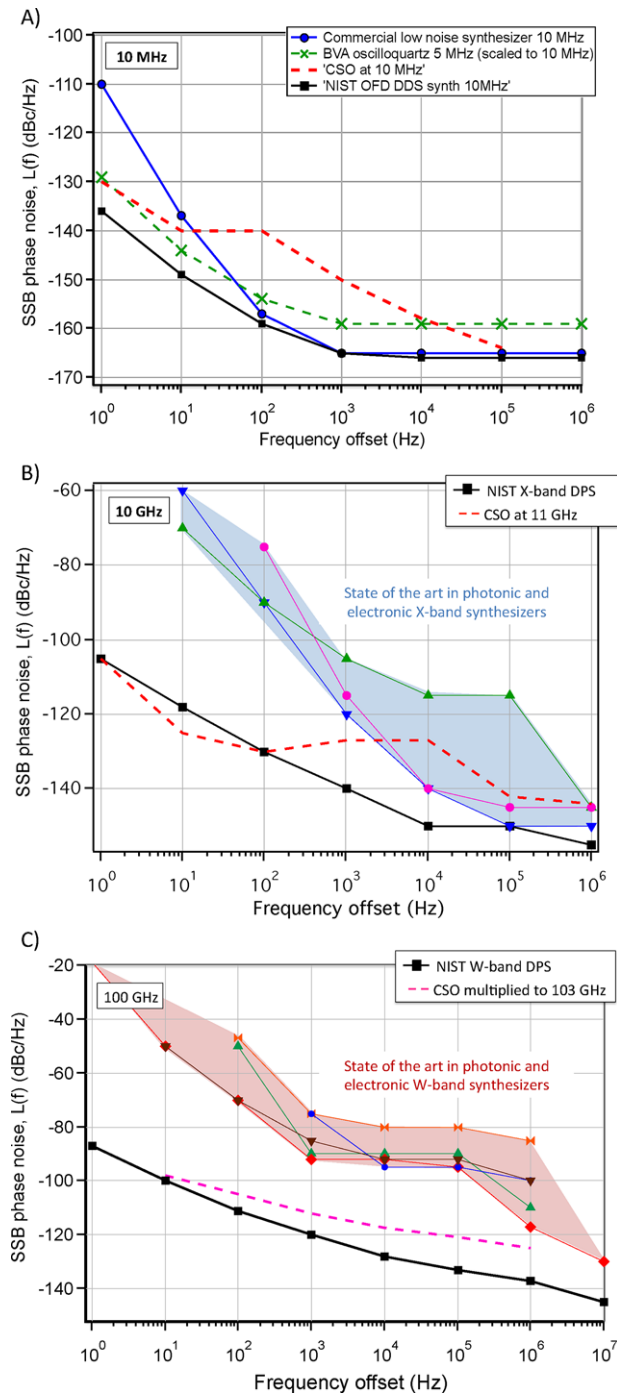 A)
-100
-110
-120
-130
-140
-150
-160
-170
SSB phase noise, L(f) (dBc/Hz)
10 MHz
Commercial low noise synthesizer 10 MHz
BVA oscilloquartz 5 MHz (scaled to 10 MHz)
'CSO at 10 MHz'
'NIST OFD DDS synth 10MHz'
10^0 10^1 10^2 10^3 10^4 10^5 10^6
Frequency offset (Hz)
B)
-60
-80
-100
-120
-140
SSB phase noise, L(f) (dBc/Hz)
10 GHz
NIST X-band DPS
CSO at 11 GHz
State of the art in photonic and
electronic X-band synthesizers
10^0 10^1 10^2 10^3 10^4 10^5 10^6
Frequency offset (Hz)
C)
-20
-40
-60
-80
-100
-120
-140
SSB phase noise, L(f) (dBc/Hz)
100 GHz
NIST W-band DPS
CSO multiplied to 103 GHz
State of the art in photonic and
electronic W-band synthesizers
10^0 10^1 10^2 10^3 10^4 10^5 10^6 10^7
Frequency offset (Hz)